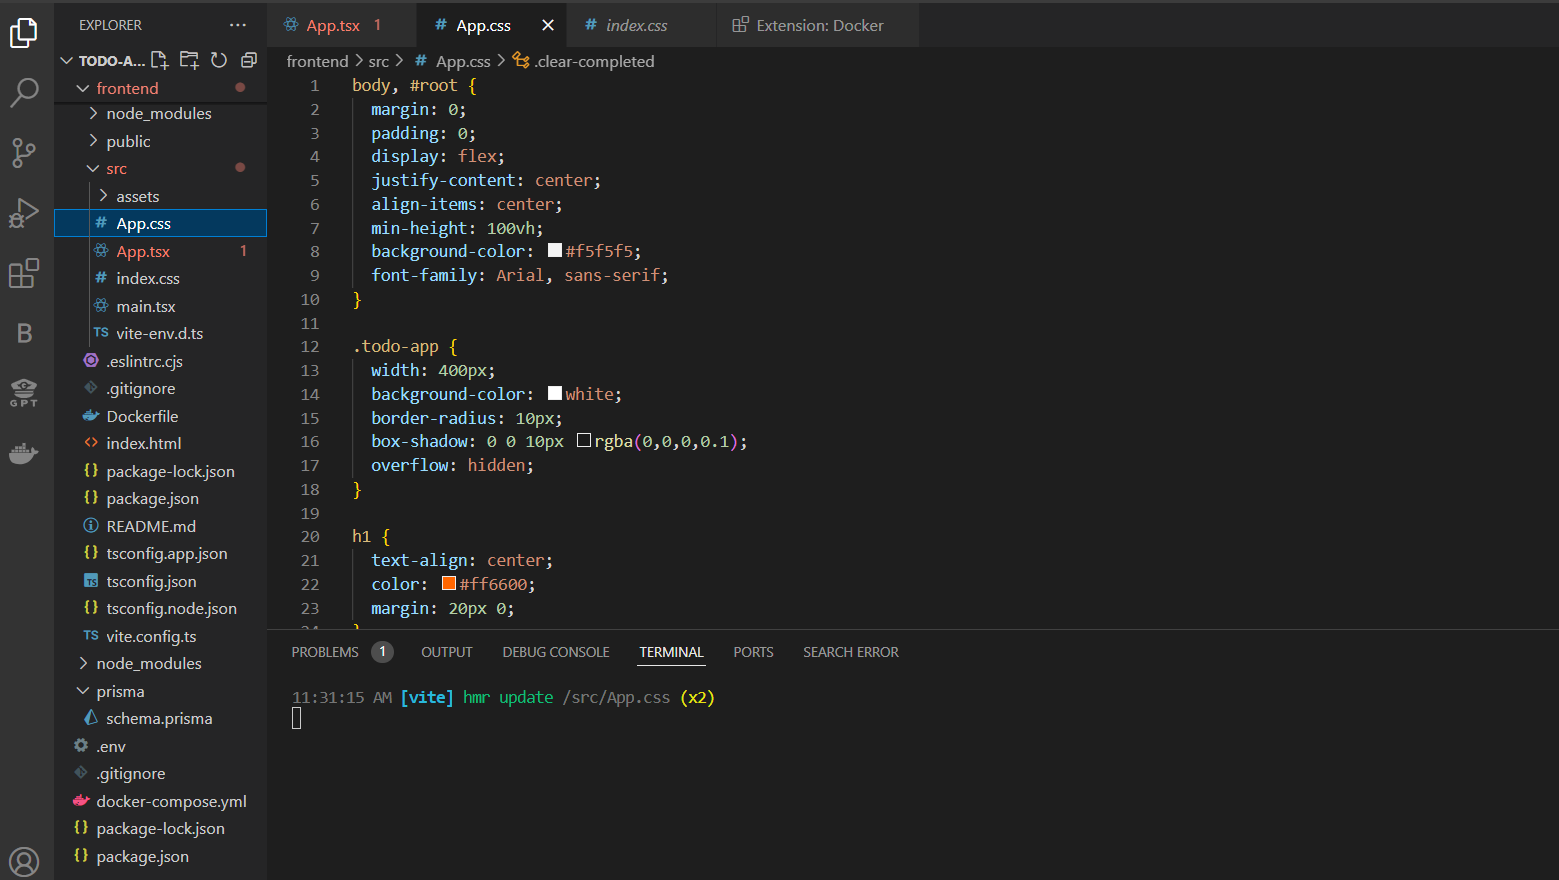 EXPLORER
TODO-A...
frontend
node_modules
public
src
assets
App.css
App.tsx 1
index.css
main.tsx
TS vite-env.d.ts
.eslintrc.cjs
.gitignore
Dockerfile
index.html
package-lock.json
package.json
README.md
tsconfig.app.json
tsconfig.json
tsconfig.node.json
TS vite.config.ts
node_modules
prisma
schema.prisma
.env
.gitignore
docker-compose.yml
package-lock.json
package.json
B
GPT
App.tsx 1
# App.css
# index.css
Extension: Docker
frontend > src > # App.css > .clear-completed
1 body, #root {
2 margin: 0;
3 padding: 0;
4 display: flex;
5 justify-content: center;
6 align-items: center;
7 min-height: 100vh;
8 background-color: #f5f5f5;
9 font-family: Arial, sans-serif;
10 }
11
12 .todo-app {
13 width: 400px;
14 background-color: white;
15 border-radius: 10px;
16 box-shadow: 0 0 10px rgba(0,0,0,0.1);
17 overflow: hidden;
18 }
19
20 h1 {
21 text-align: center;
22 color: #ff6600;
23 margin: 20px 0;
24 }
PROBLEMS 1 OUTPUT DEBUG CONSOLE TERMINAL PORTS SEARCH ERROR
11:31:15 AM [vite] hmr update /src/App.css (x2)